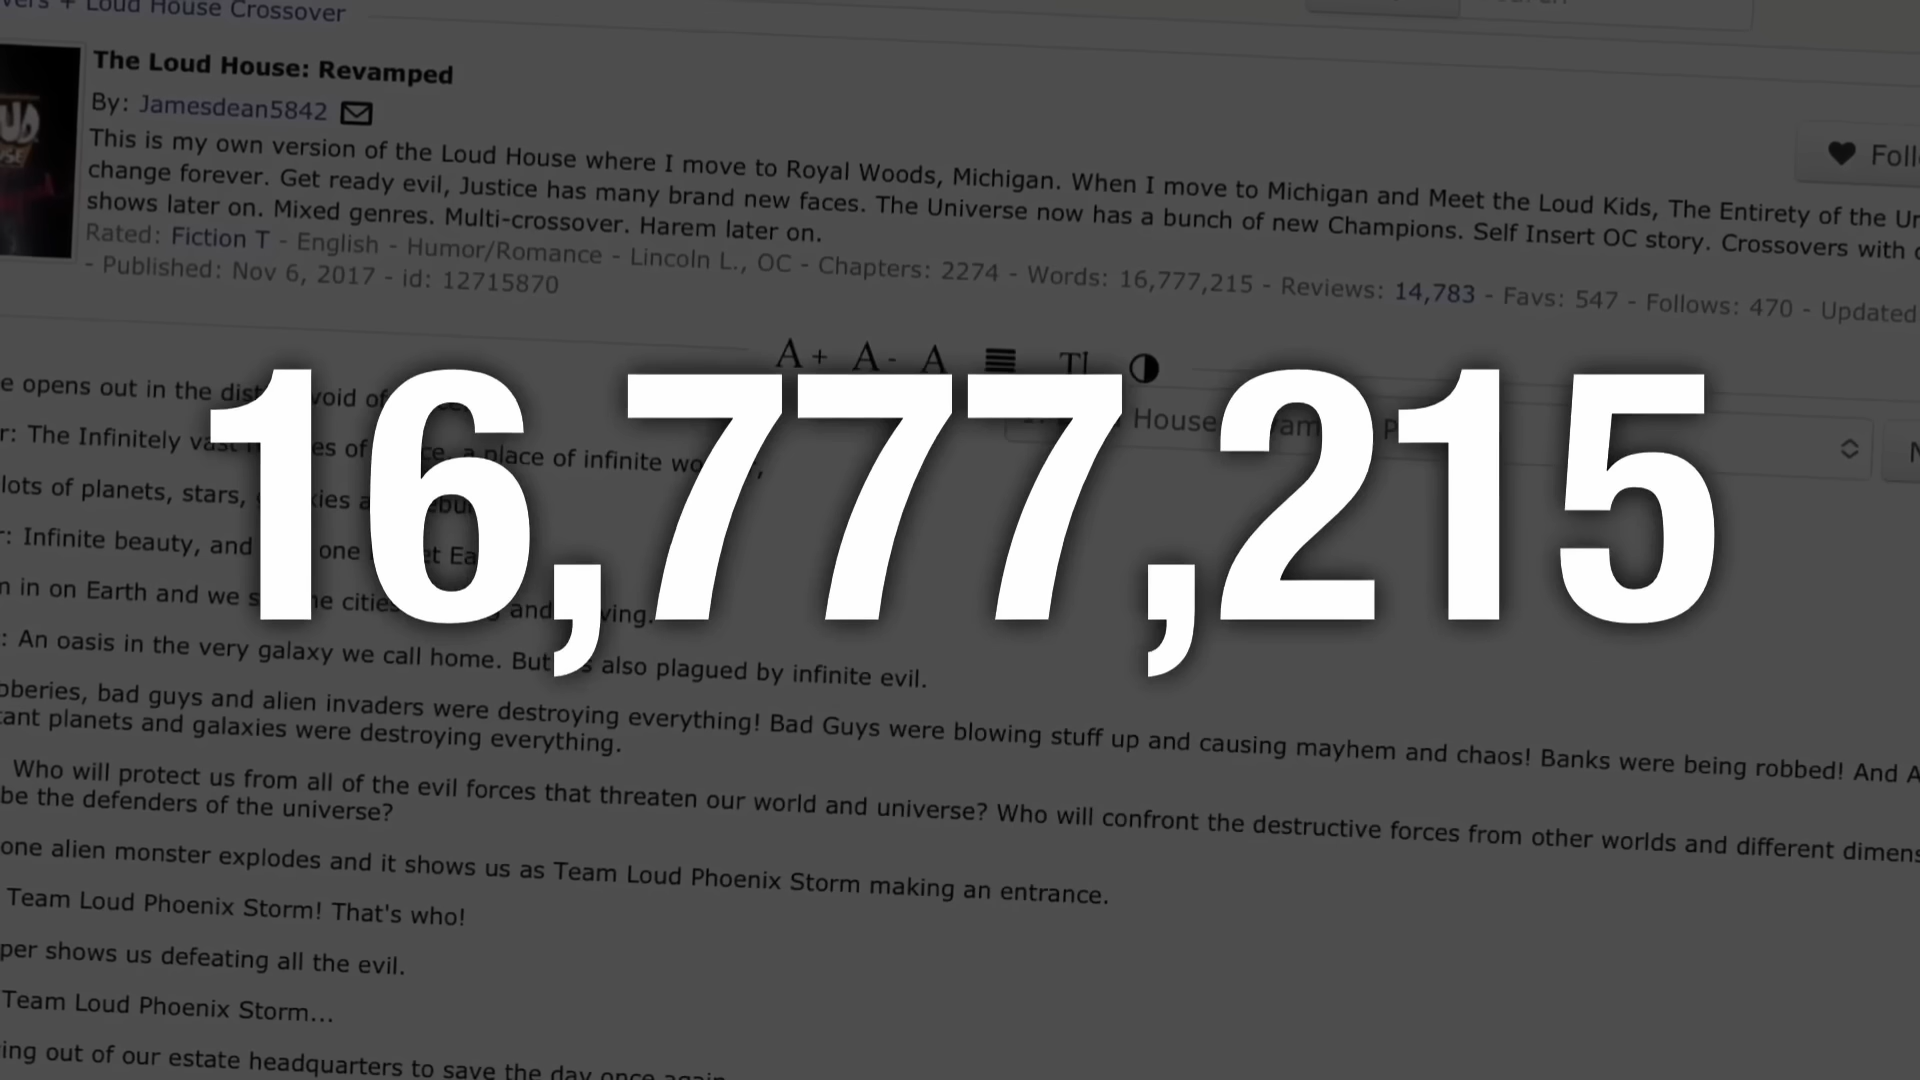 + Loud House Crossover
The Loud House: Revamped
By: Jamesdean5842
This is my own version of the Loud House where I move to Royal Woods, Michigan. When I move to Michigan and Meet the Loud Kids, The Entirety of the
change forever. Get ready evil, Justice has many brand new faces. The Universe now has a bunch of new Champions. Self Insert OC story. Crossovers with
shows later on. Mixed genres. Multi-crossover. Harem later on.
Rated: Fiction T - English - Humor/Romance - Lincoln L., OC - Chapters: 2274 - Words: 16,777,215 - Reviews: 14,783 - Favs: 547 - Follows: 470 - Updated
- Published: Nov 6, 2017 - id: 12715870
A + A - A
16,777,215
House
opens out in the void of
The Infinitely of a place of infinite
lots of planets, stars,
: Infinite beauty, and one
in on Earth and we and
: An oasis in the very galaxy we call home. But also plagued by infinite evil.
bad guys and alien invaders were destroying everything! Bad Guys were blowing stuff up and causing mayhem and chaos! Banks were being robbed! And
planets and galaxies were destroying everything.
Who will protect us from all of the evil forces that threaten our world and universe? Who will confront the destructive forces from other worlds and different
be the defenders of the universe?
one alien monster explodes and it shows us as Team Loud Phoenix Storm making an entrance.
Team Loud Phoenix Storm! That's who!
shows us defeating all the evil.
Team Loud Phoenix Storm...
out of our estate headquarters to save the day once again